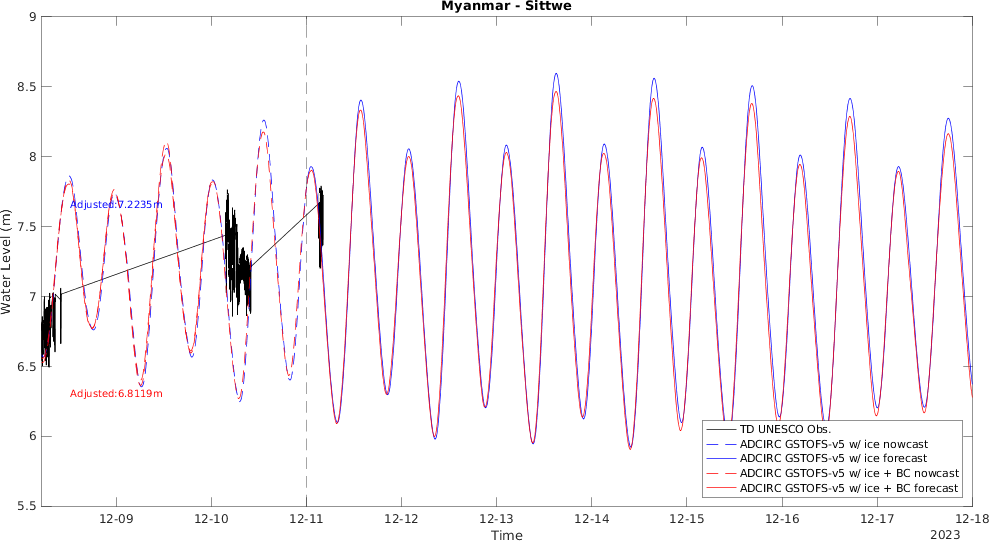 Myanmar - Sittwe
Water Level (m)
9
8.5
8
7.5
7
6.5
6
5.5
Adjusted:7.2235m
Adjusted:6.8119m
TD UNESCO Obs.
ADCIRC GSTOFS-v5 w/ ice nowcast
ADCIRC GSTOFS-v5 w/ ice forecast
ADCIRC GSTOFS-v5 w/ ice + BC nowcast
ADCIRC GSTOFS-v5 w/ ice + BC forecast
12-09 12-10 12-11 12-12 12-13 12-14 12-15 12-16 12-17 12-18
Time
2023